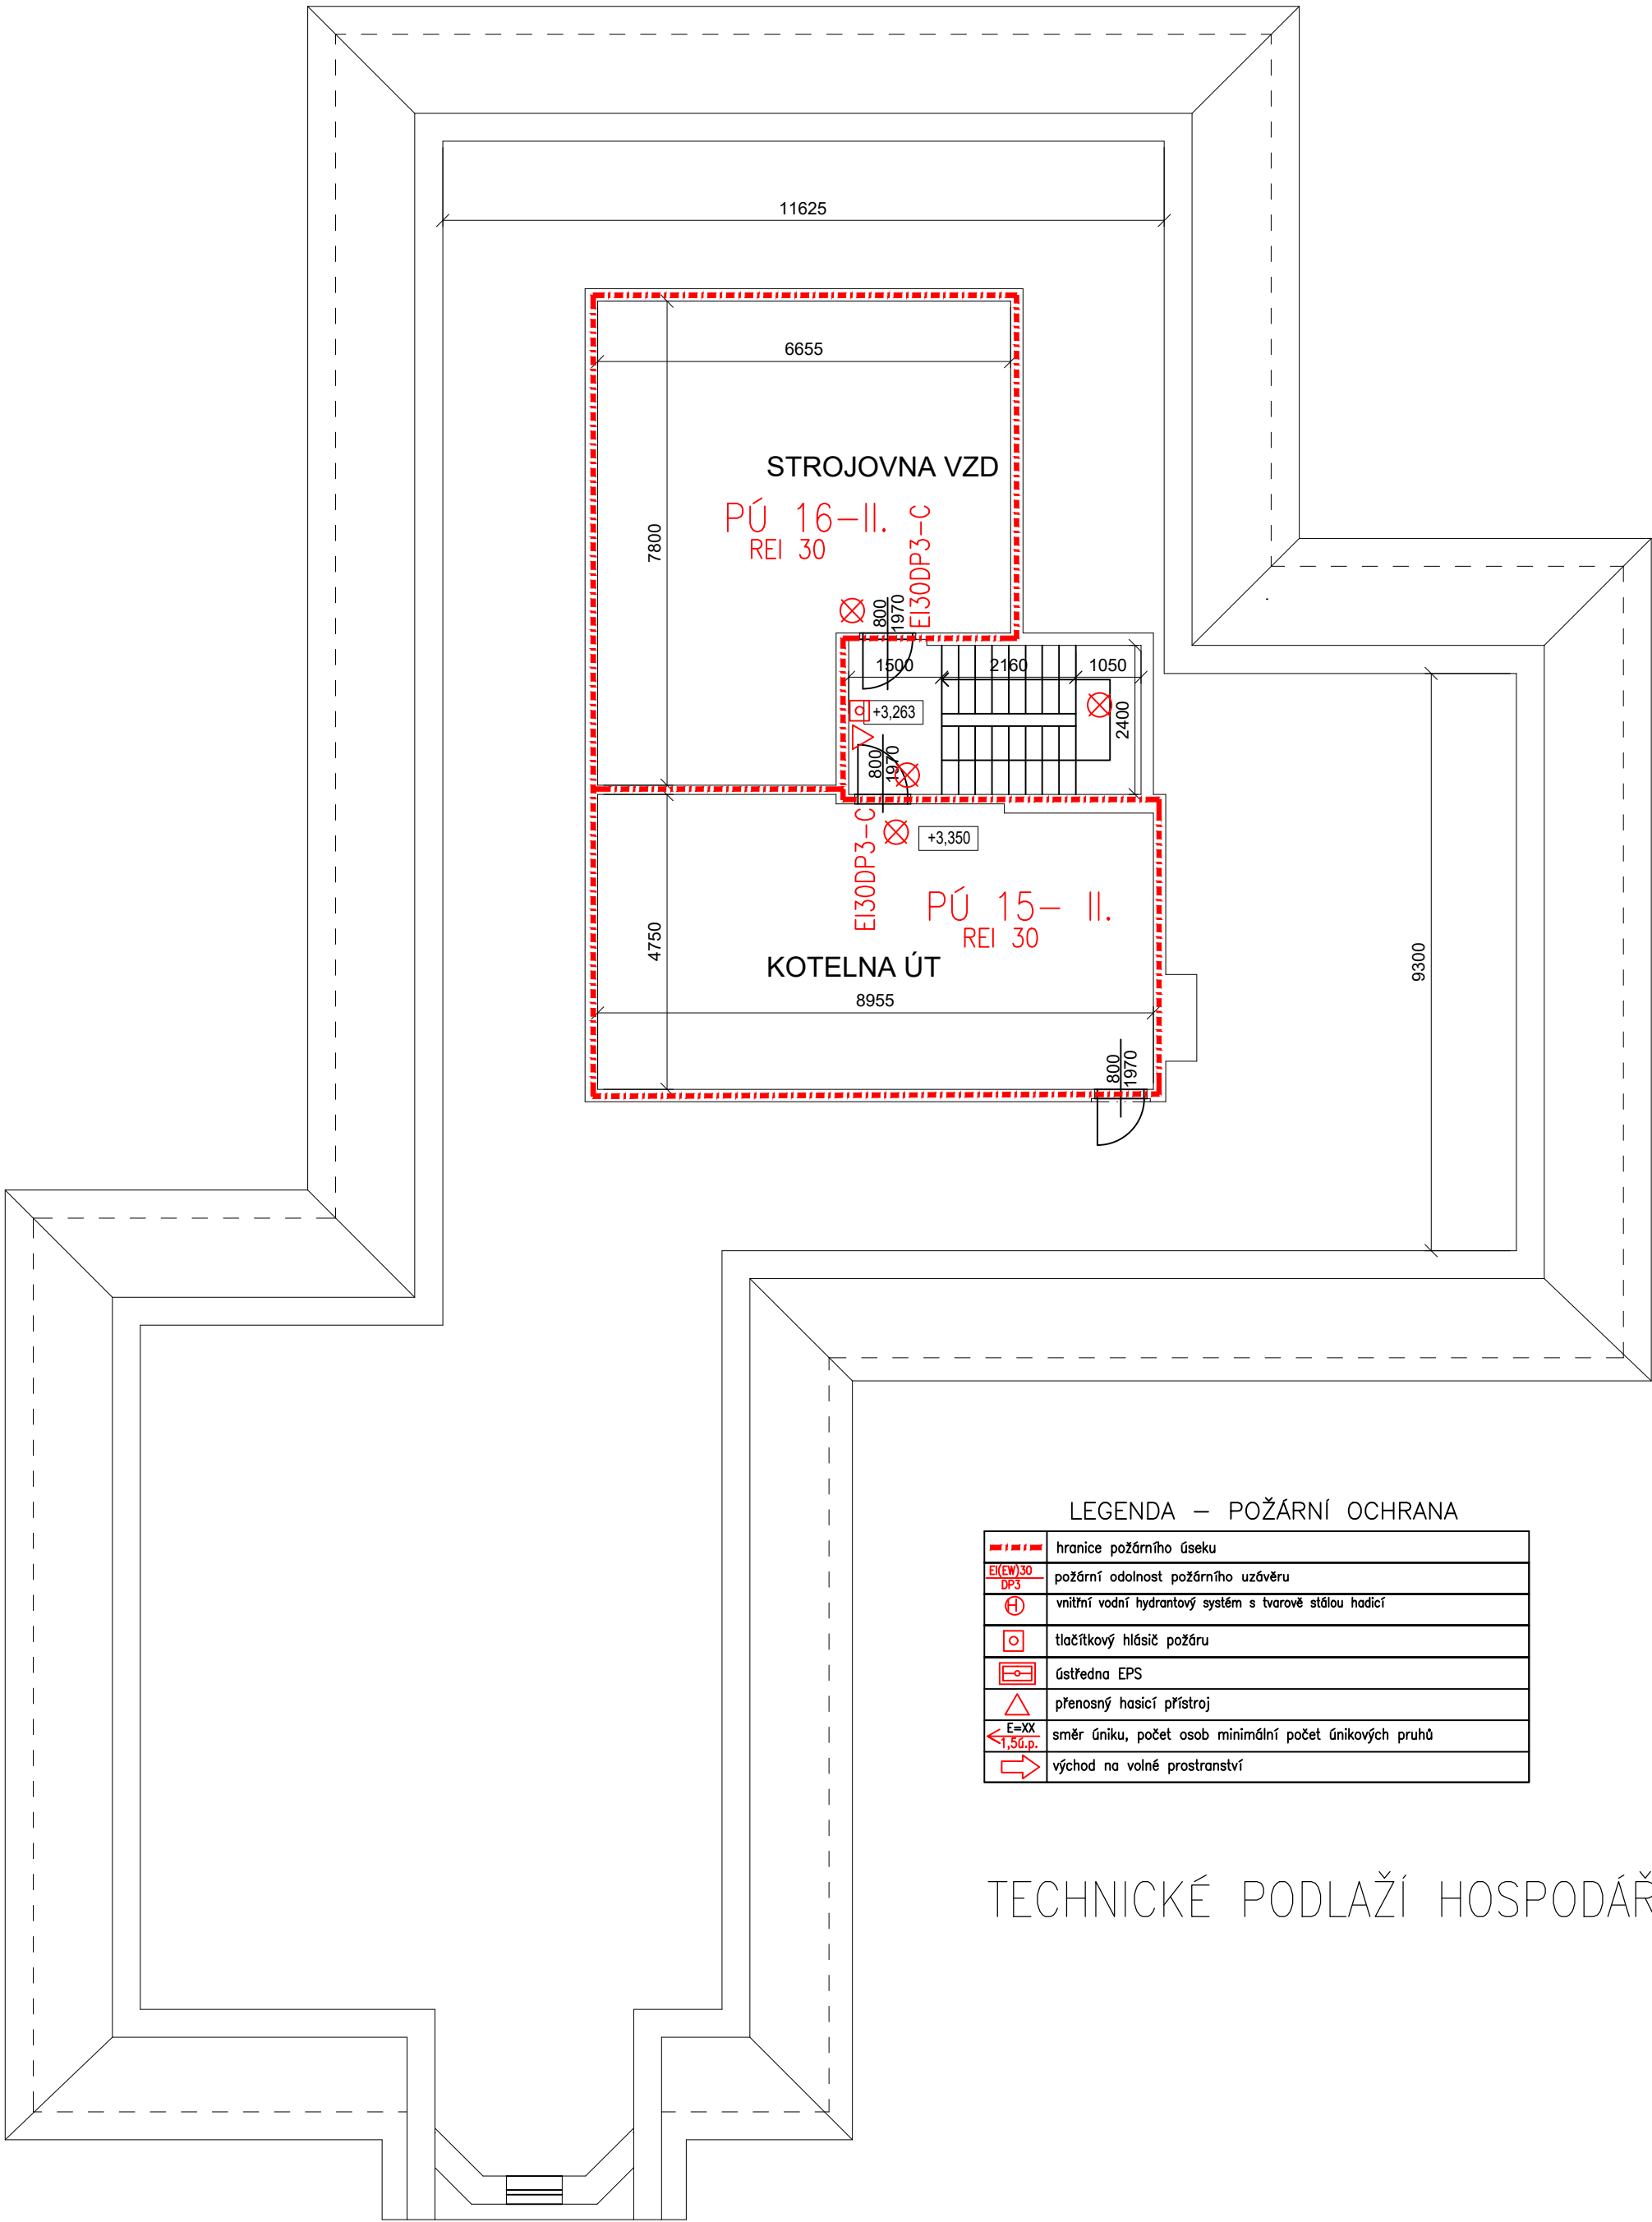 11625
6655
STROJOVNA VZD
PÚ 16-II.
REI 30
7800
EI30DP3-C
800
1970
1500
2160
1050
+3,263
2400
800
1970
EI30DP3-C
+3,350
PÚ 15- II.
REI 30
4750
KOTELNA ÚT
8955
9300
800
1970
LEGENDA – POŽÁRNÍ OCHRANA
hranice požárního úseku
EI(EW)30
DP3
požární odolnost požárního uzávěru
H
vnitřní vodní hydrantový systém s tvarově stálou hadicí
tlačítkový hlásič požáru
ústředna EPS
přenosný hasicí přístroj
E=XX
1,5ú.p.
směr úniku, počet osob minimální počet únikových pruhů
východ na volné prostranství
TECHNICKÉ PODLAŽÍ HOSPODÁŘ